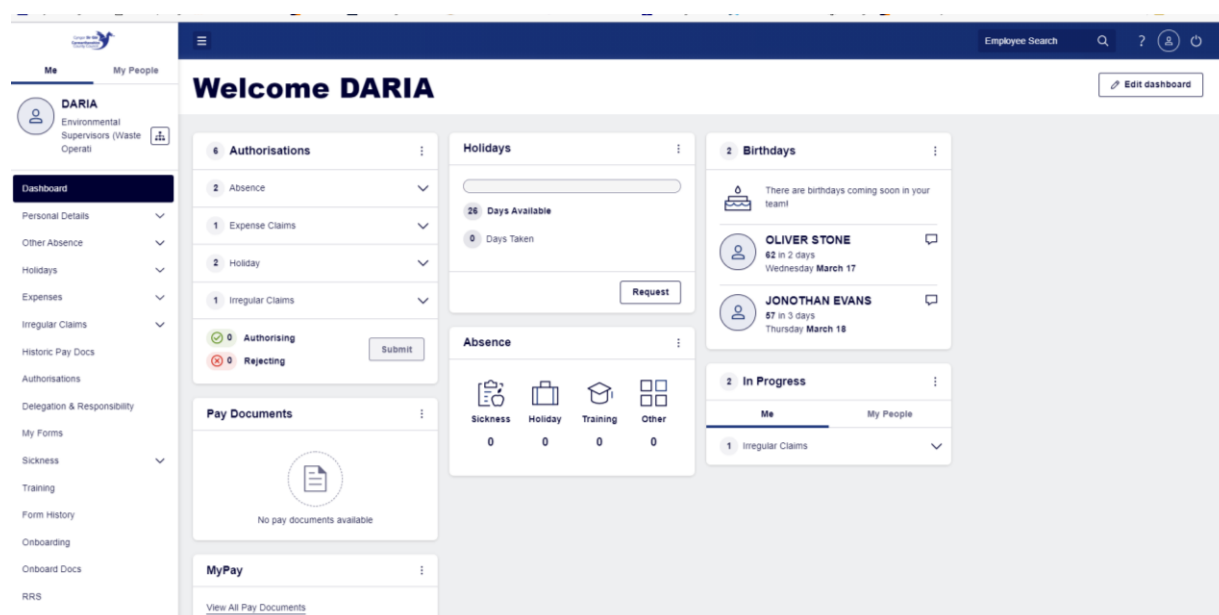 Me My People
DARIA
Environmental
Supervisors (Waste
Operati
Dashboard
Personal Details
Other Absence
Holidays
Expenses
Irregular Claims
Historic Pay Docs
Authorisations
Delegation & Responsibility
My Forms
Sickness
Training
Form History
Onboarding
Onboard Docs
RRS
Employee Search
?
Welcome DARIA
Edit dashboard
6 Authorisations
2 Absence
1 Expense Claims
2 Holiday
1 Irregular Claims
0 Authorising
0 Rejecting
Submit
Pay Documents
No pay documents available
MyPay
View All Pay Documents
Holidays
26 Days Available
0 Days Taken
Request
Absence
Sickness Holiday Training Other
0 0 0 0
2 Birthdays
There are birthdays coming soon in your
team!
OLIVER STONE
62 in 2 days
Wednesday March 17
JONOTHAN EVANS
57 in 3 days
Thursday March 18
2 In Progress
Me My People
1 Irregular Claims